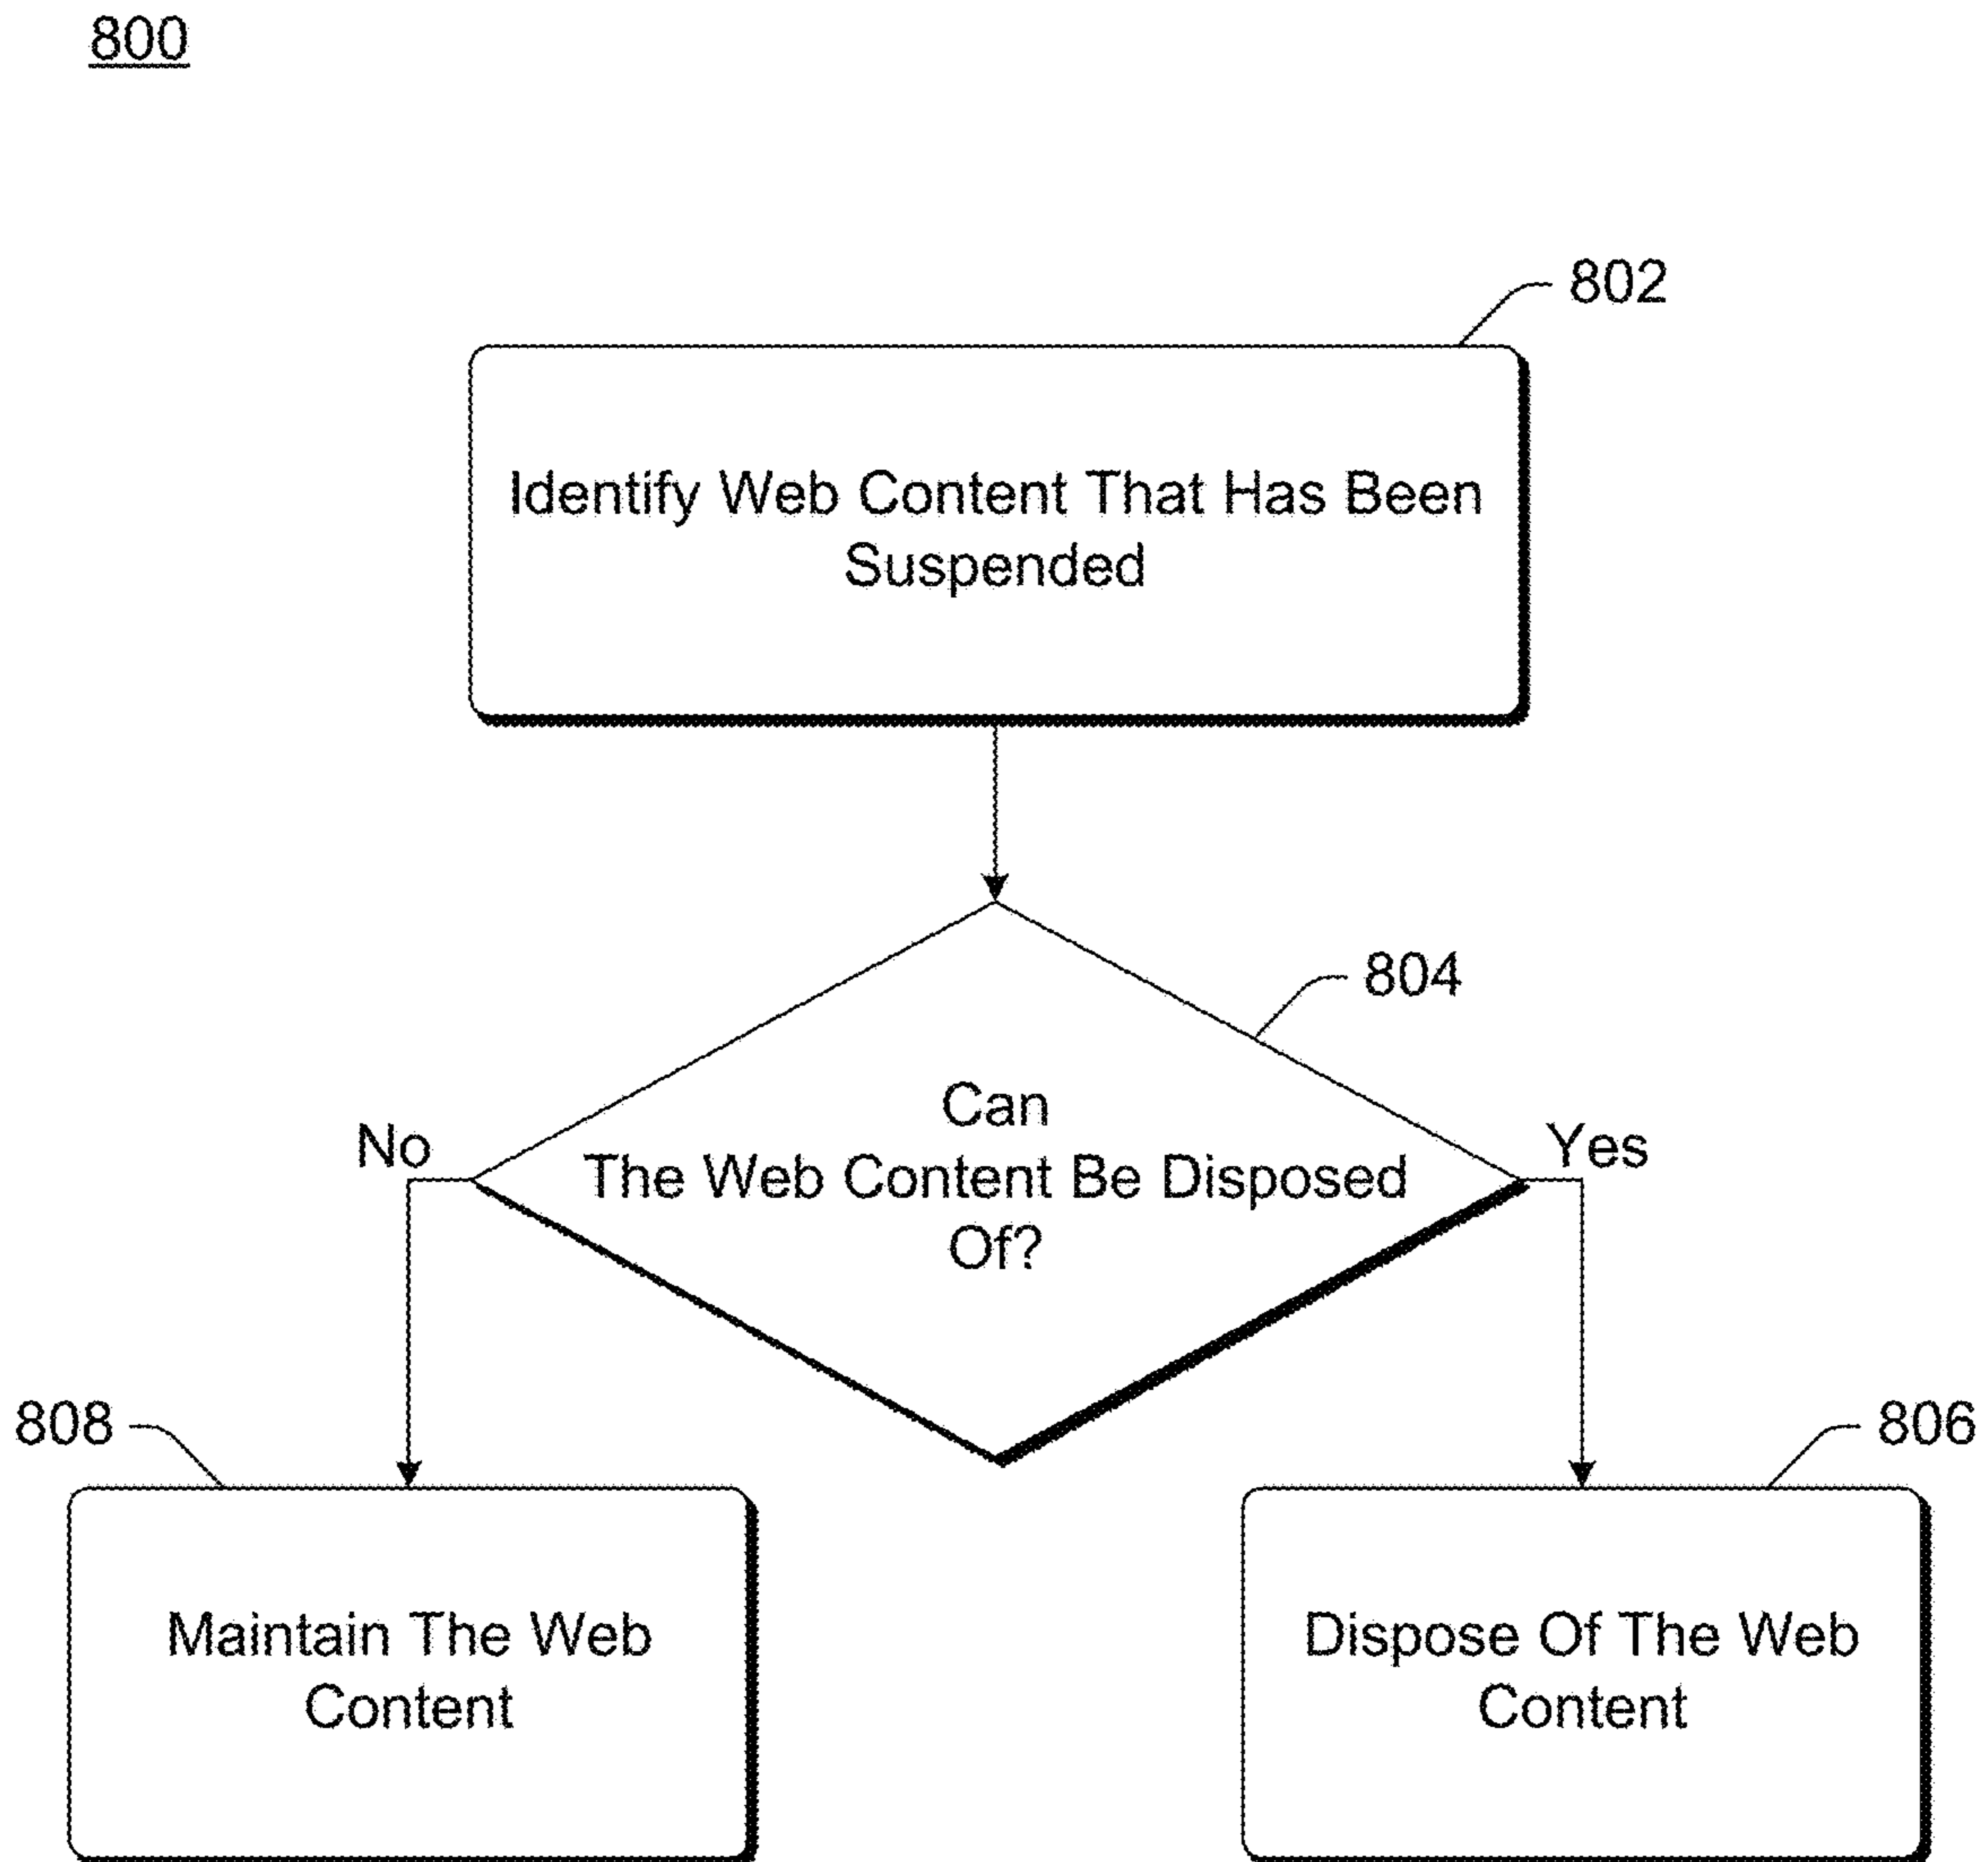 800
802
Identify Web Content That Has Been
Suspended
804
Can
The Web Content Be Disposed
Of?
No
Yes
808
806
Maintain The Web
Content
Dispose Of The Web
Content